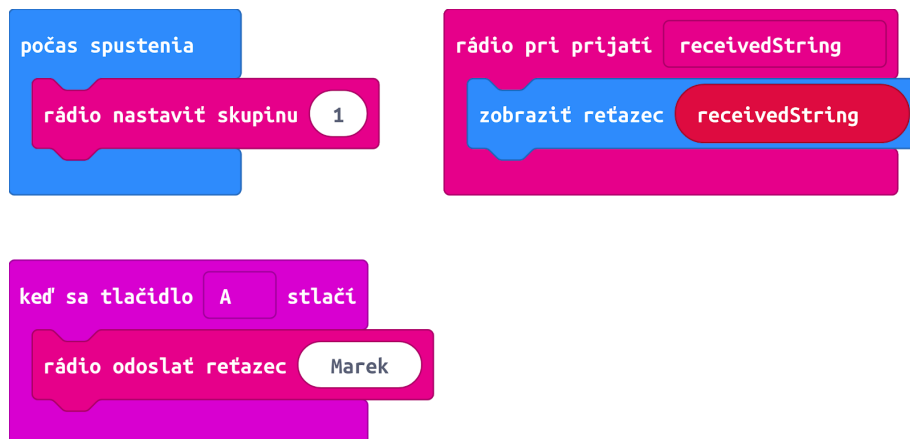 počas spustenia
rádio nastaviť skupinu 1
rádio pri prijatí receivedString
zobraziť reťazec receivedString
keď sa tlačidlo A stlačí
rádio odoslať reťazec Marek